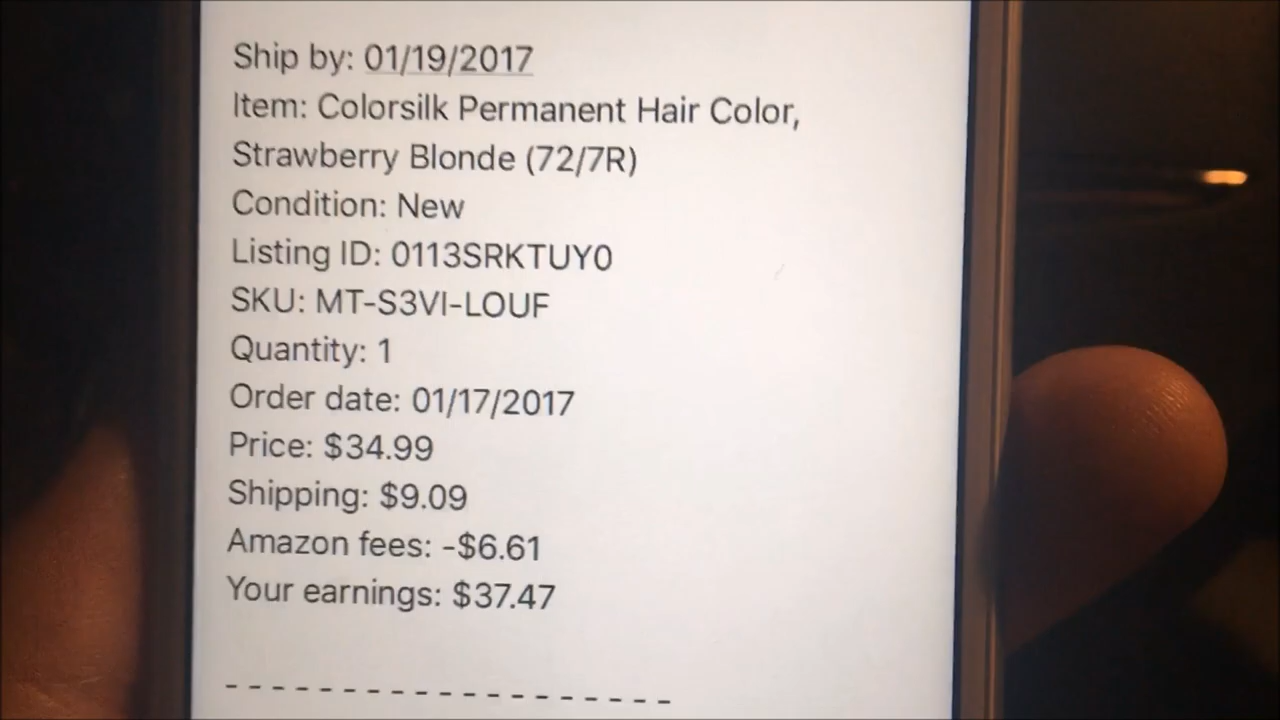 Ship by: 01/19/2017
Item: Colorsilk Permanent Hair Color,
Strawberry Blonde (72/7R)
Condition: New
Listing ID: 0113SRKTUY0
SKU: MT-S3VI-LOUF
Quantity: 1
Order date: 01/17/2017
Price: $34.99
Shipping: $9.09
Amazon fees: -$6.61
Your earnings: $37.47
- - - - - - - - - - - - - - - - - - -